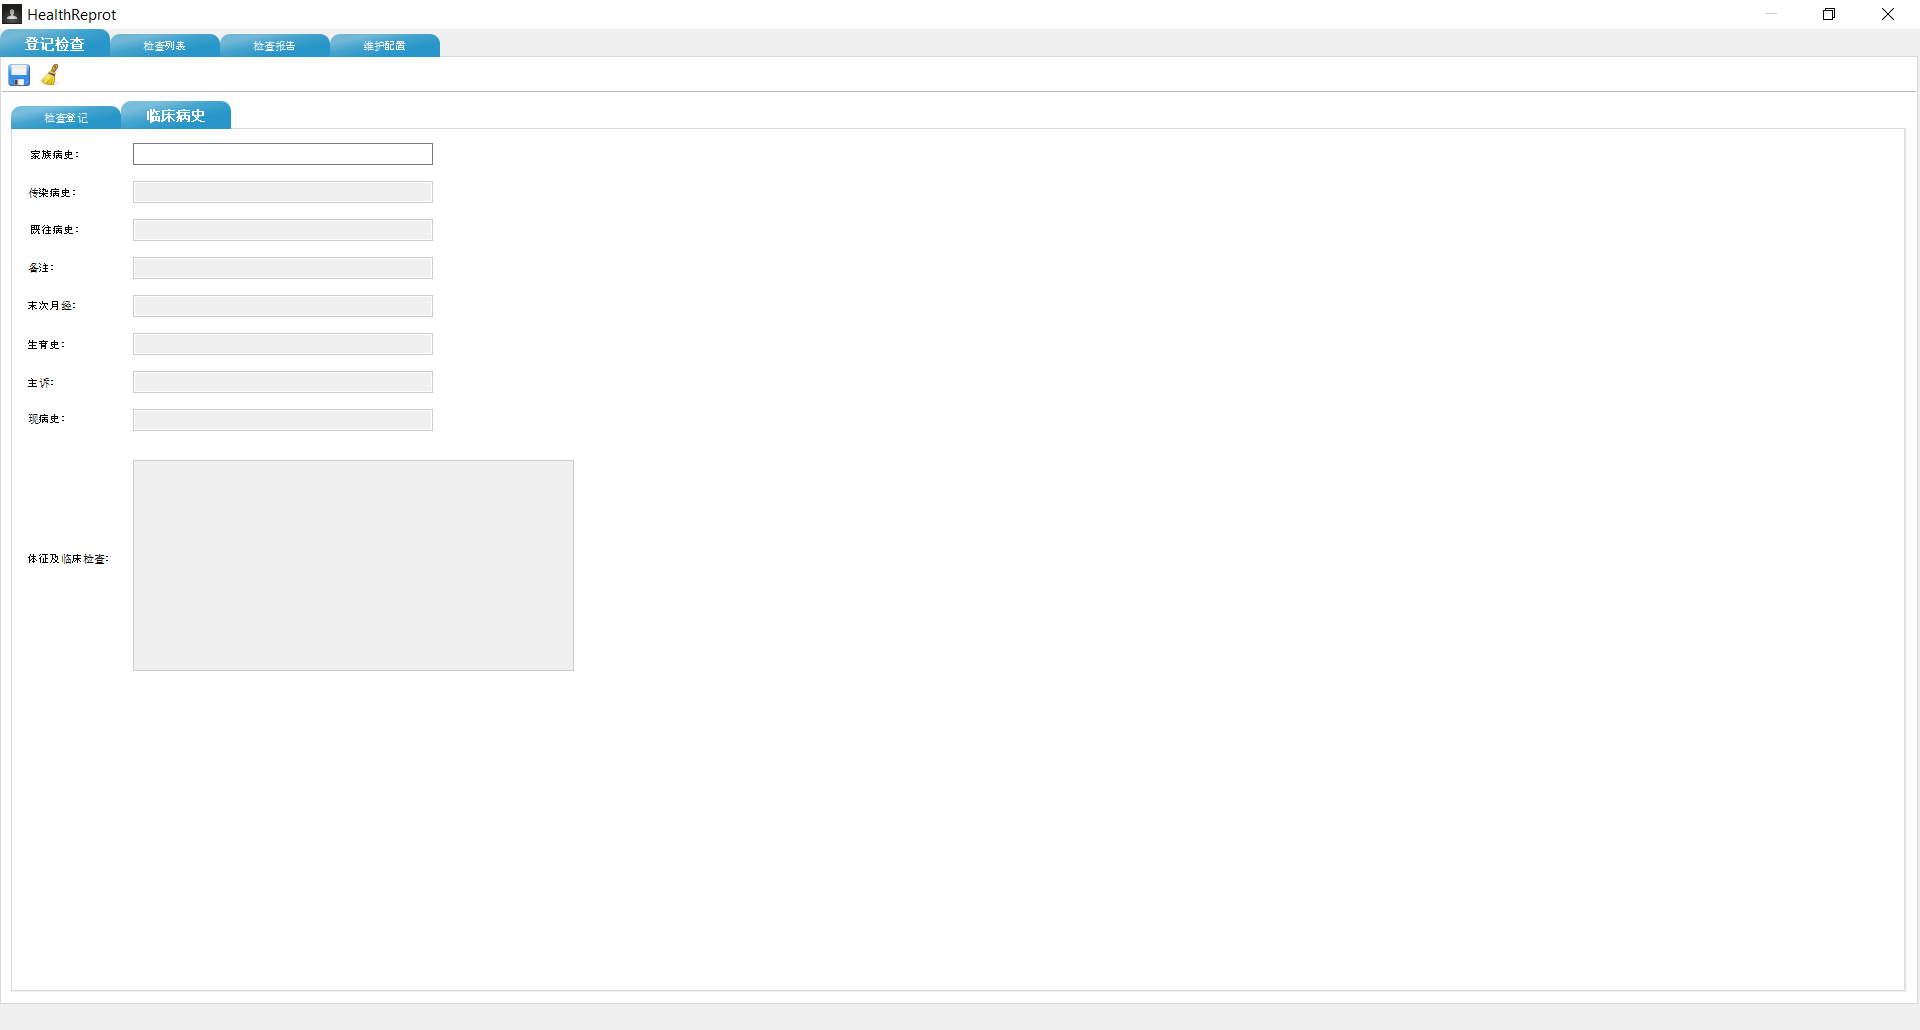 HealthReprot
登记检查 检查列表 检查报告 维护配置
检查登记 临床病史
家族病史：
传染病史：
既往病史：
备注：
末次月经：
生育史：
主诉：
现病史：
体征及临床检查：